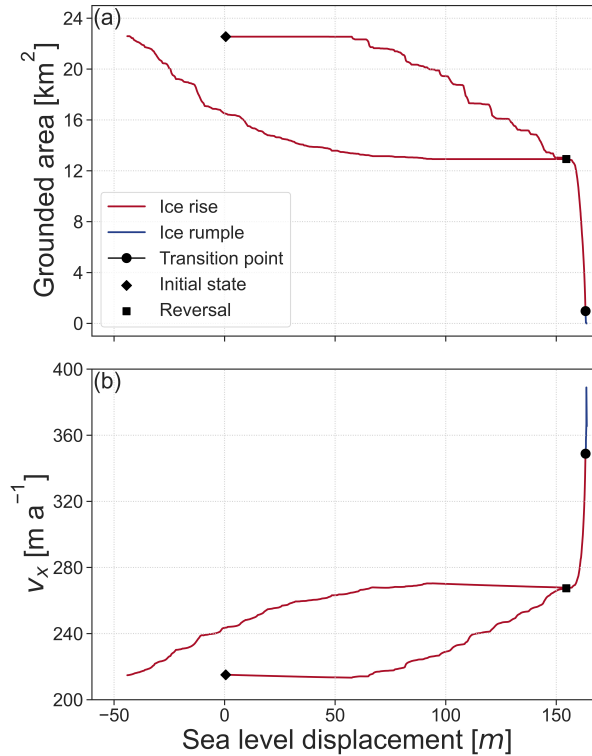 (a)
Grounded area [km²]
24
20
16
12
8
4
0
Ice rise
Ice rumple
Transition point
Initial state
Reversal
(b)
v_x [m a⁻¹]
400
360
320
280
240
200
−50 0 50 100 150
Sea level displacement [m]